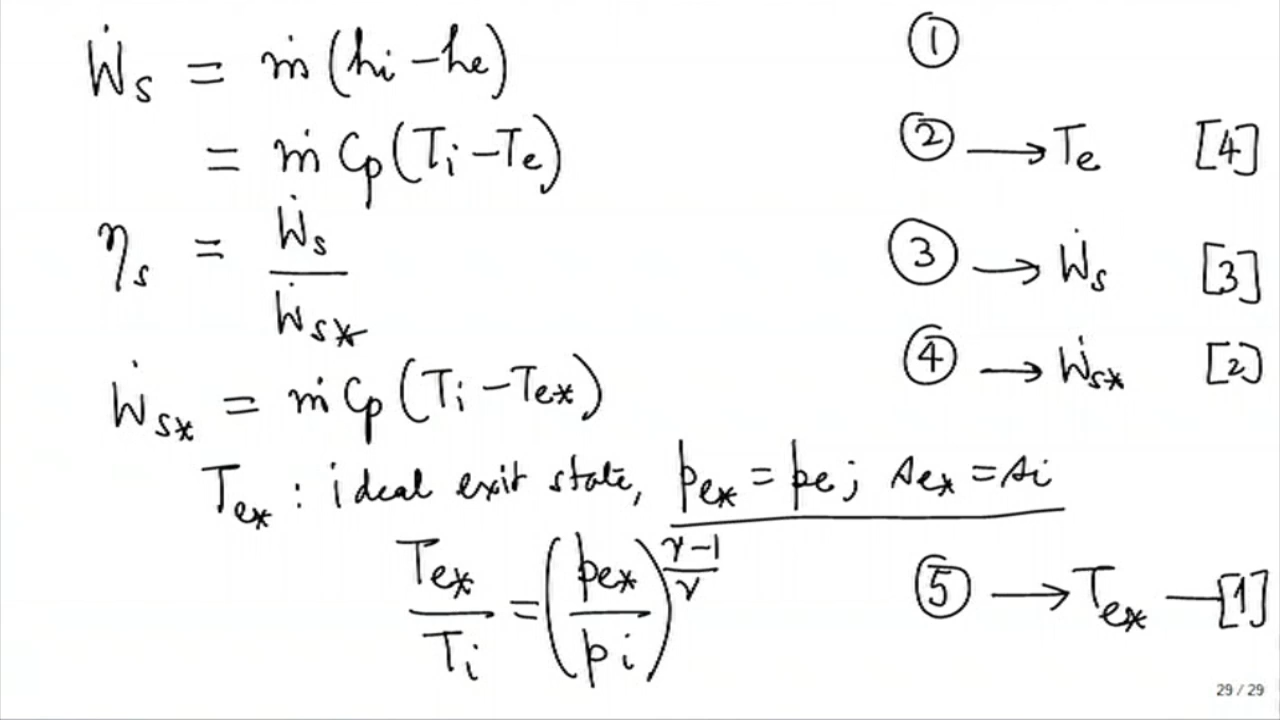 Ẇs = ṁ (hi − he) ①
= ṁ Cp (Ti − Te) ② ⟶ Te [4]
ηs = Ẇs / Ẇs* ③ ⟶ Ẇs [3]
Ẇs* = ṁ Cp (Ti − Te*) ④ ⟶ Ẇs* [2]
Te* : ideal exit state, pe* = pe ; se* = si
Te* / Ti = (pe* / pi)^((γ−1)/γ) ⑤ ⟶ Te* — [1]
29 / 29